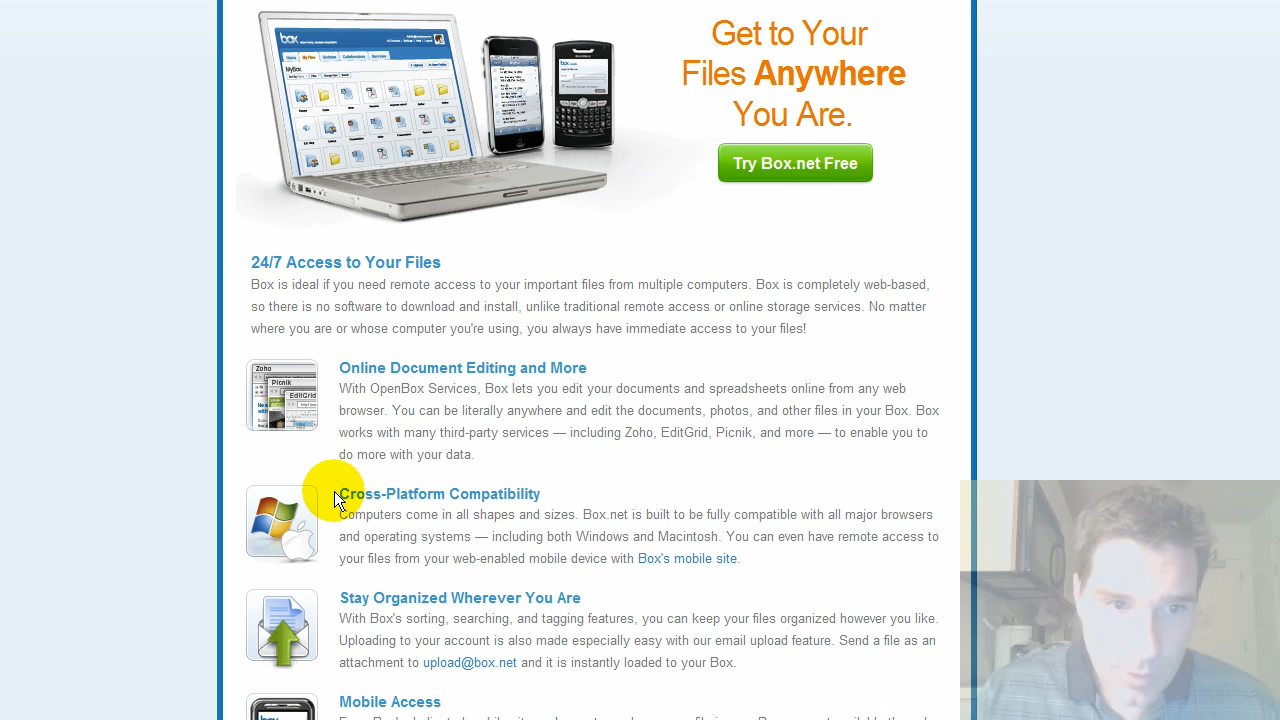 box
Get to Your
Files Anywhere
You Are.
Try Box.net Free
24/7 Access to Your Files
Box is ideal if you need remote access to your important files from multiple computers. Box is completely web-based,
so there is no software to download and install, unlike traditional remote access or online storage services. No matter
where you are or whose computer you're using, you always have immediate access to your files!
Zoho
Picnik
EditGrid
Online Document Editing and More
With OpenBox Services, Box lets you edit your documents and spreadsheets online from any web
browser. You can be literally anywhere and edit the documents, photos, and other files in your Box. Box
works with many third-party services — including Zoho, EditGrid, Picnik, and more — to enable you to
do more with your data.
Cross-Platform Compatibility
Computers come in all shapes and sizes. Box.net is built to be fully compatible with all major browsers
and operating systems — including both Windows and Macintosh. You can even have remote access to
your files from your web-enabled mobile device with Box's mobile site.
Stay Organized Wherever You Are
With Box's sorting, searching, and tagging features, you can keep your files organized however you like.
Uploading to your account is also made especially easy with our email upload feature. Send a file as an
attachment to upload@box.net and it is instantly loaded to your Box.
Mobile Access